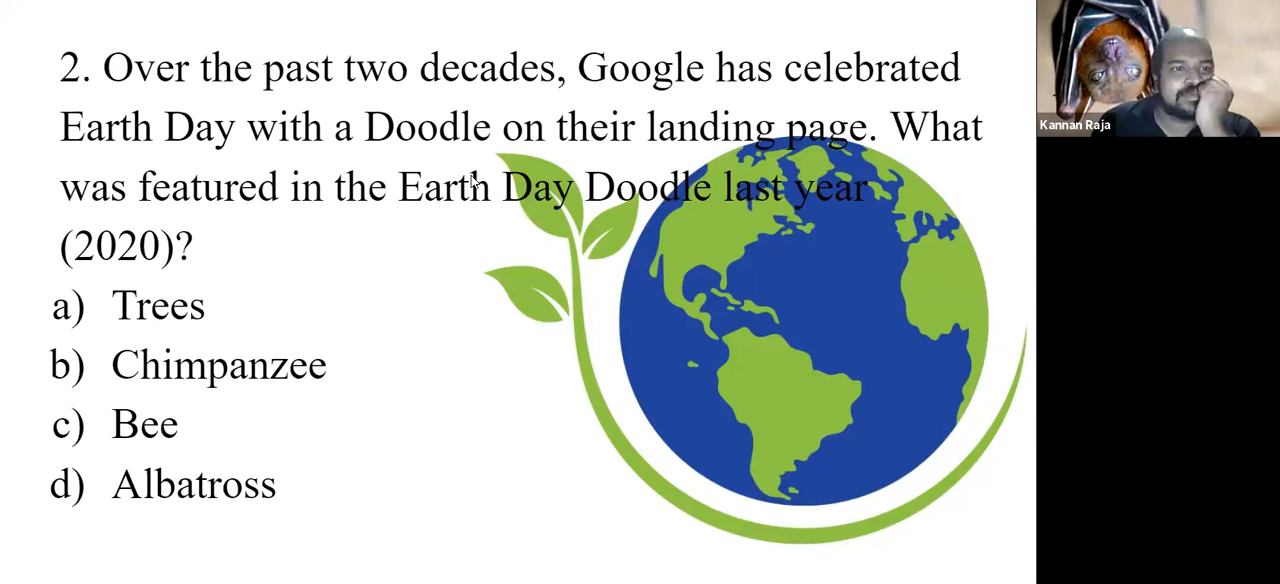 2. Over the past two decades, Google has celebrated
Earth Day with a Doodle on their landing page. What
was featured in the Earth Day Doodle last year
(2020)?
a) Trees
b) Chimpanzee
c) Bee
d) Albatross
Kannan Raja